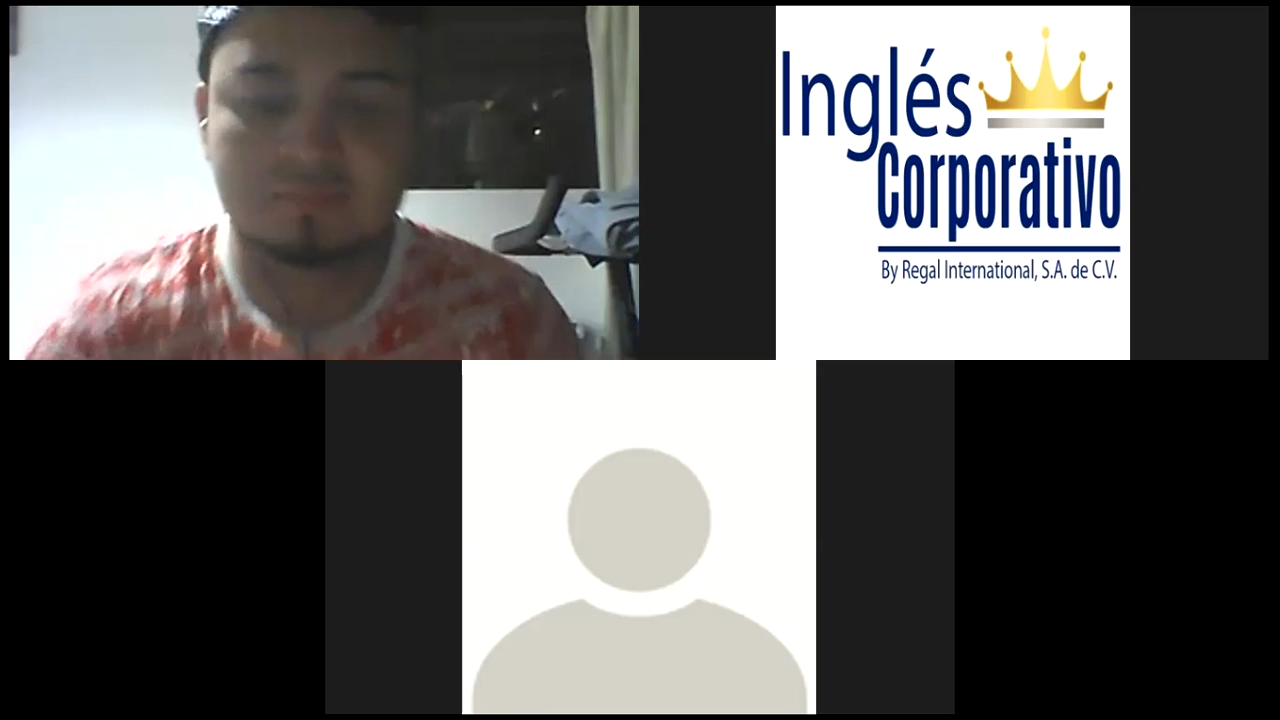 Inglés
Corporativo
By Regal International, S.A. de C.V.